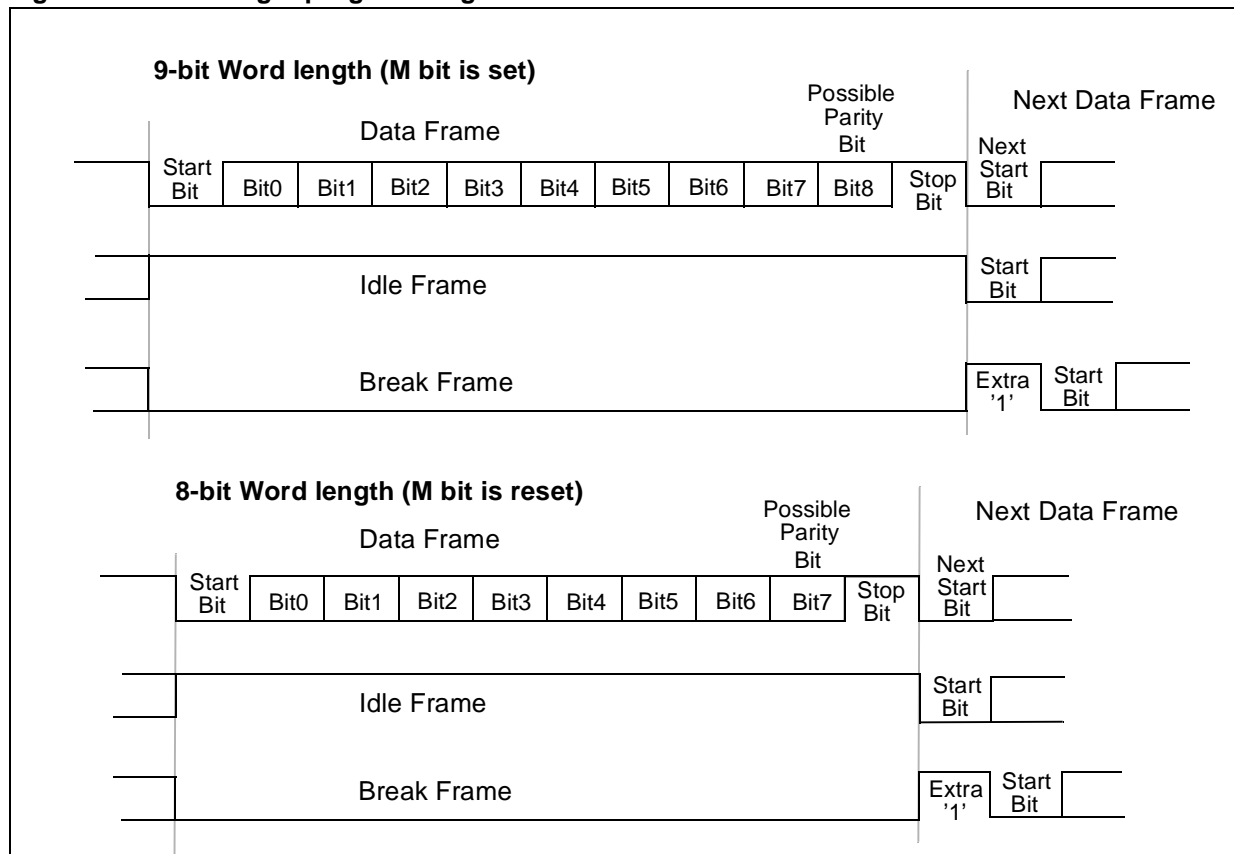 9-bit Word length (M bit is set)
Possible
Parity
Bit
Next Data Frame
Data Frame
Start
Bit
Bit0
Bit1
Bit2
Bit3
Bit4
Bit5
Bit6
Bit7
Bit8
Stop
Bit
Next
Start
Bit
Idle Frame
Start
Bit
Break Frame
Extra
'1'
Start
Bit
8-bit Word length (M bit is reset)
Possible
Parity
Bit
Next Data Frame
Data Frame
Start
Bit
Bit0
Bit1
Bit2
Bit3
Bit4
Bit5
Bit6
Bit7
Stop
Bit
Next
Start
Bit
Idle Frame
Start
Bit
Break Frame
Extra
'1'
Start
Bit